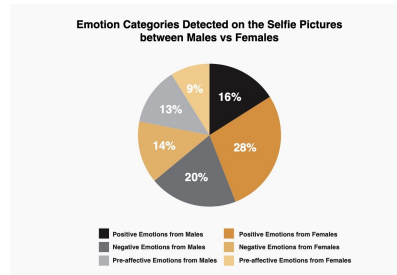 Emotion Categories Detected on the Selfie Pictures
between Males vs Females
9%
16%
13%
28%
14%
20%
Positive Emotions from Males
Positive Emotions from Females
Negative Emotions from Males
Negative Emotions from Females
Pre-affective Emotions from Males
Pre-affective Emotions from Females